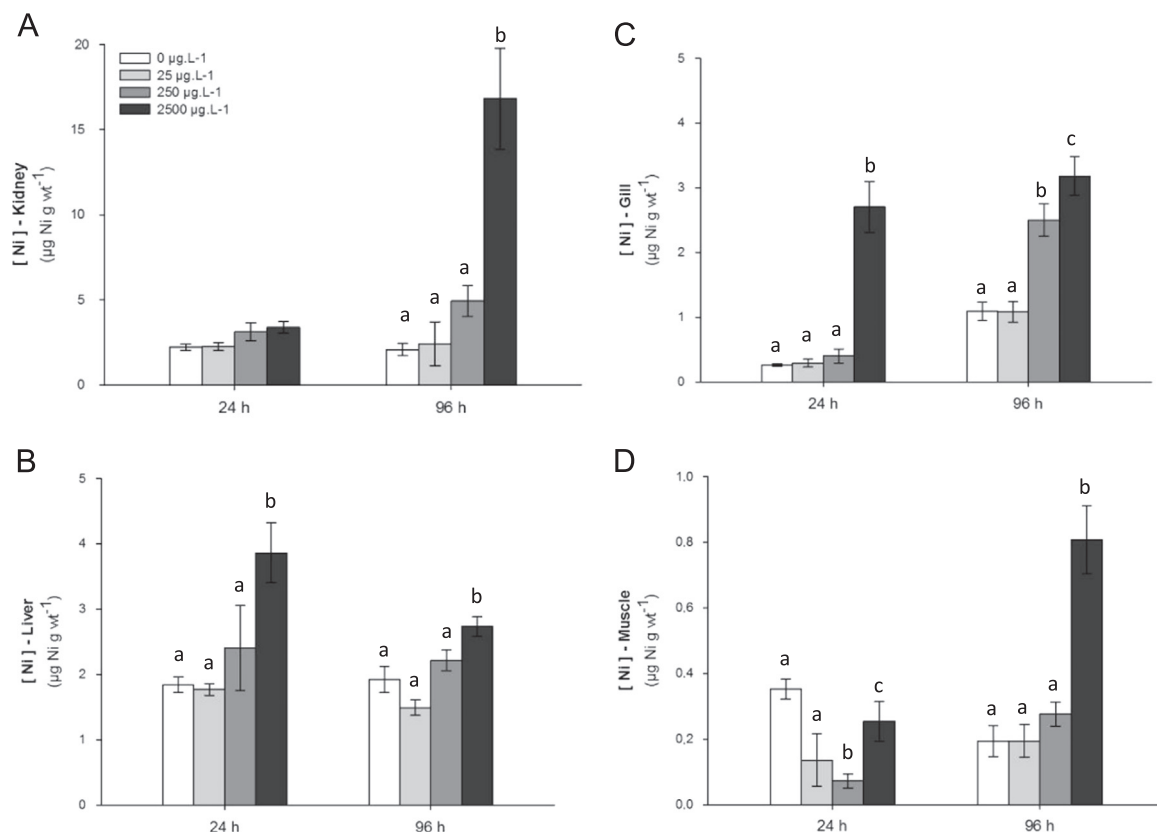 A
[ Ni ] - Kidney
(µg Ni g wt-1)
20
15
10
5
0
0 µg.L-1
25 µg.L-1
250 µg.L-1
2500 µg.L-1
a
a
a
b
24 h
96 h
C
[ Ni ] - Gill
(µg Ni g wt-1)
5
4
3
2
1
0
a
a
a
b
a
a
b
c
24 h
96 h
B
[ Ni ] - Liver
(µg Ni g wt-1)
5
4
3
2
1
0
a
a
a
b
a
a
a
b
24 h
96 h
D
[ Ni ] - Muscle
(µg Ni g wt-1)
1.0
0.8
0.6
0.4
0,2
0.0
a
a
b
c
a
a
a
b
24 h
96 h